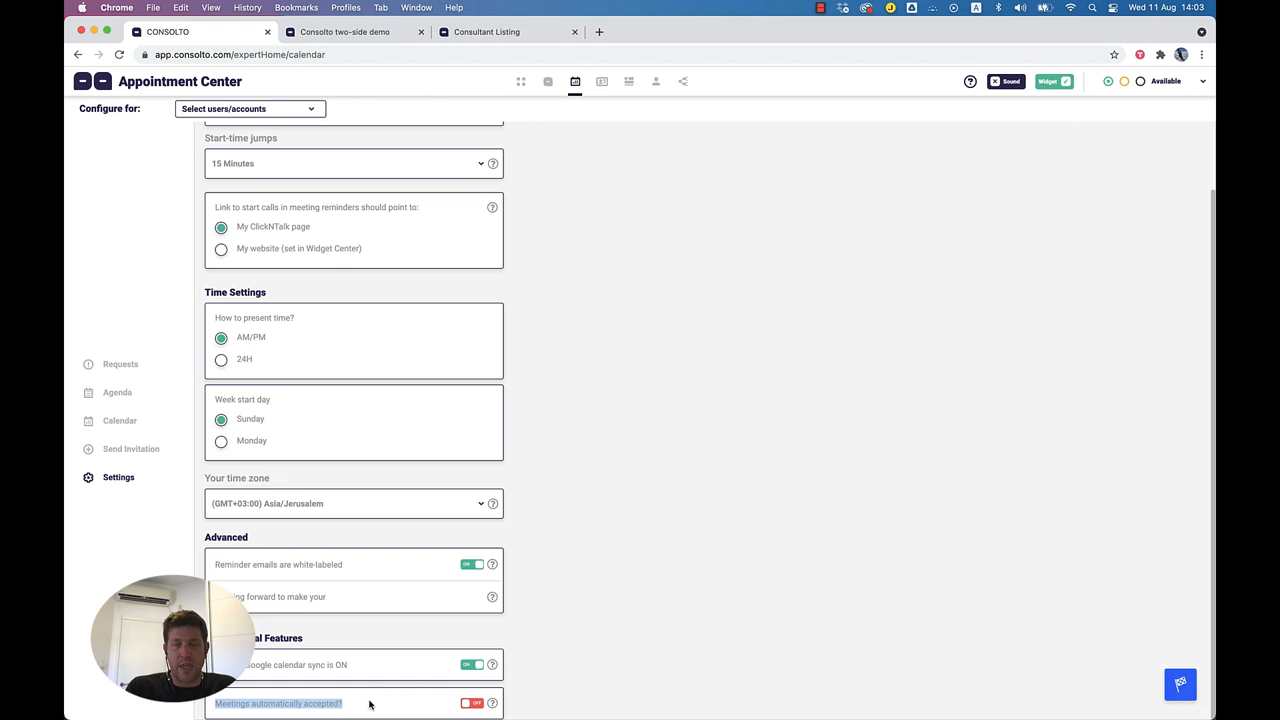 Chrome File Edit View History Bookmarks Profiles Tab Window Help
Wed 11 Aug 14:03
CONSOLTO
Consolto two-side demo
Consultant Listing
app.consolto.com/expertHome/calendar
Appointment Center
Sound
Widget
Available
Configure for:
Select users/accounts
Start-time jumps
15 Minutes
Link to start calls in meeting reminders should point to:
My ClickNTalk page
My website (set in Widget Center)
Time Settings
How to present time?
AM/PM
24H
Week start day
Sunday
Monday
Requests
Agenda
Calendar
Send Invitation
Settings
Your time zone
(GMT+03:00) Asia/Jerusalem
Advanced
Reminder emails are white-labeled
ON
forward to make your
Features
Google calendar sync is ON
ON
Meetings automatically accepted?
OFF